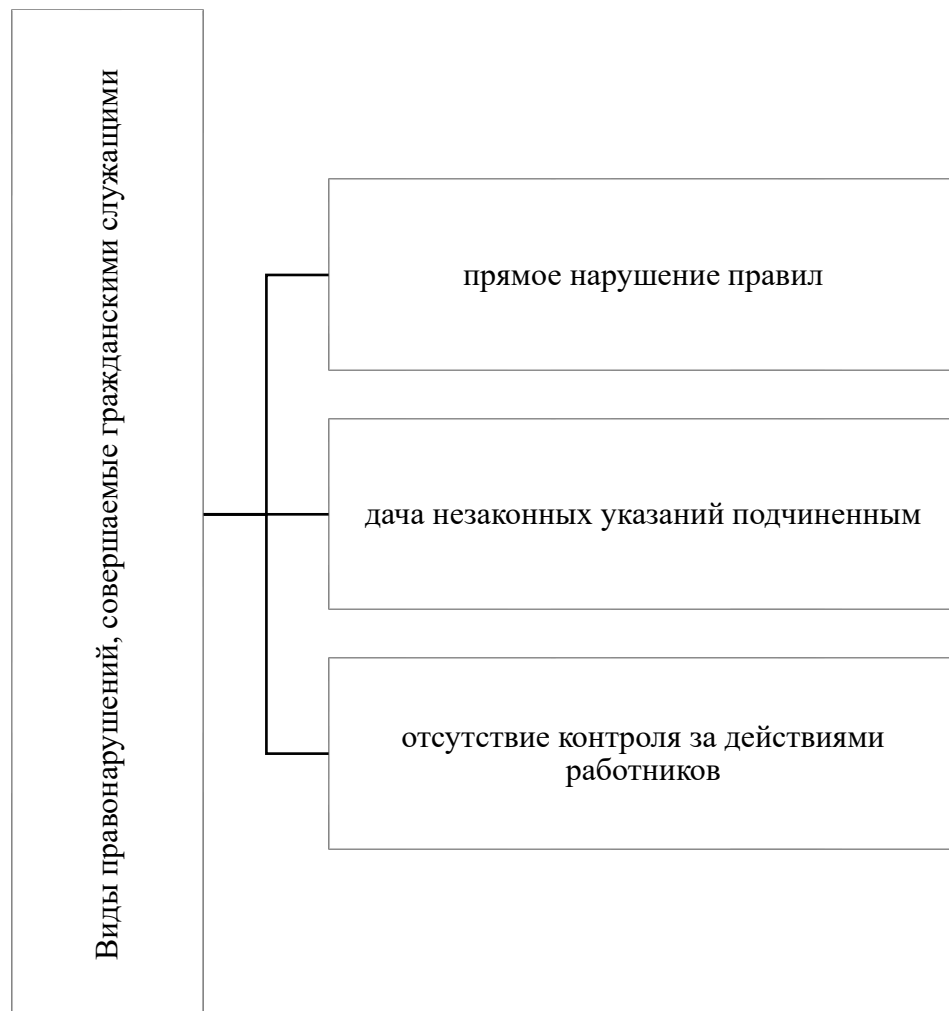 Виды правонарушений, совершаемые гражданскими служащими
прямое нарушение правил
дача незаконных указаний подчиненным
отсутствие контроля за действиями
работников